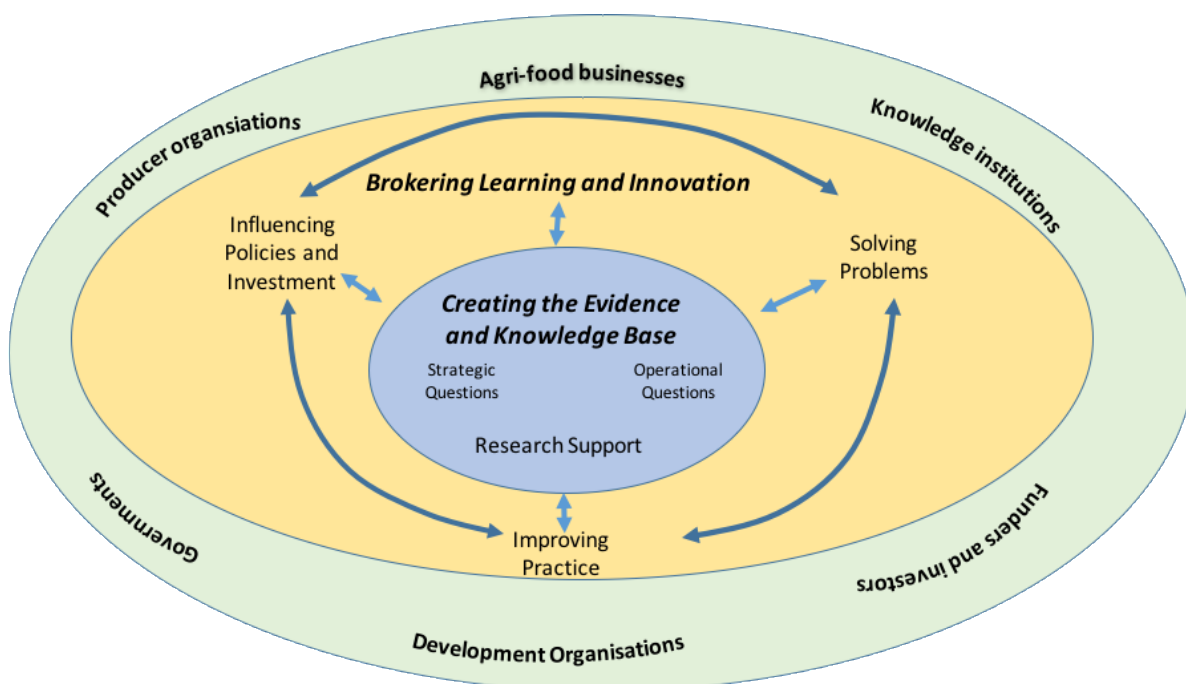 Agri-food businesses
Producer organsiations
Knowledge institutions
Brokering Learning and Innovation
Influencing
Policies and
Investment
Solving
Problems
Creating the Evidence
and Knowledge Base
Strategic
Questions
Operational
Questions
Research Support
Improving
Practice
Governments
Funders and investors
Development Organisations